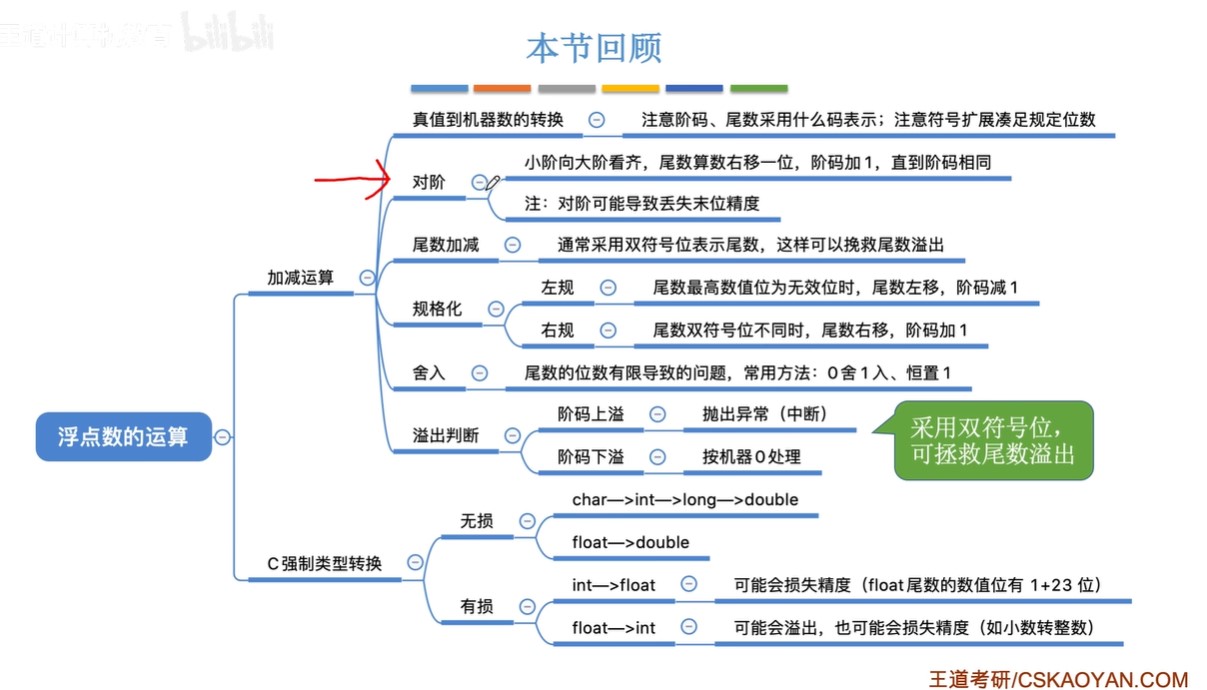 bilibili
本节回顾
真值到机器数的转换
注意阶码、尾数采用什么码表示；注意符号扩展凑足规定位数
对阶
小阶向大阶看齐，尾数算数右移一位，阶码加1，直到阶码相同
注：对阶可能导致丢失末位精度
尾数加减
通常采用双符号位表示尾数，这样可以挽救尾数溢出
加减运算
规格化
左规
尾数最高数值位为无效位时，尾数左移，阶码减1
右规
尾数双符号位不同时，尾数右移，阶码加1
舍入
尾数的位数有限导致的问题，常用方法：0舍1入、恒置1
溢出判断
阶码上溢
抛出异常（中断）
阶码下溢
按机器0处理
采用双符号位，
可拯救尾数溢出
浮点数的运算
C强制类型转换
无损
char—>int—>long—>double
float—>double
有损
int—>float
可能会损失精度（float尾数的数值位有 1+23 位）
float—>int
可能会溢出，也可能会损失精度（如小数转整数）
王道考研/CSKAOYAN.COM